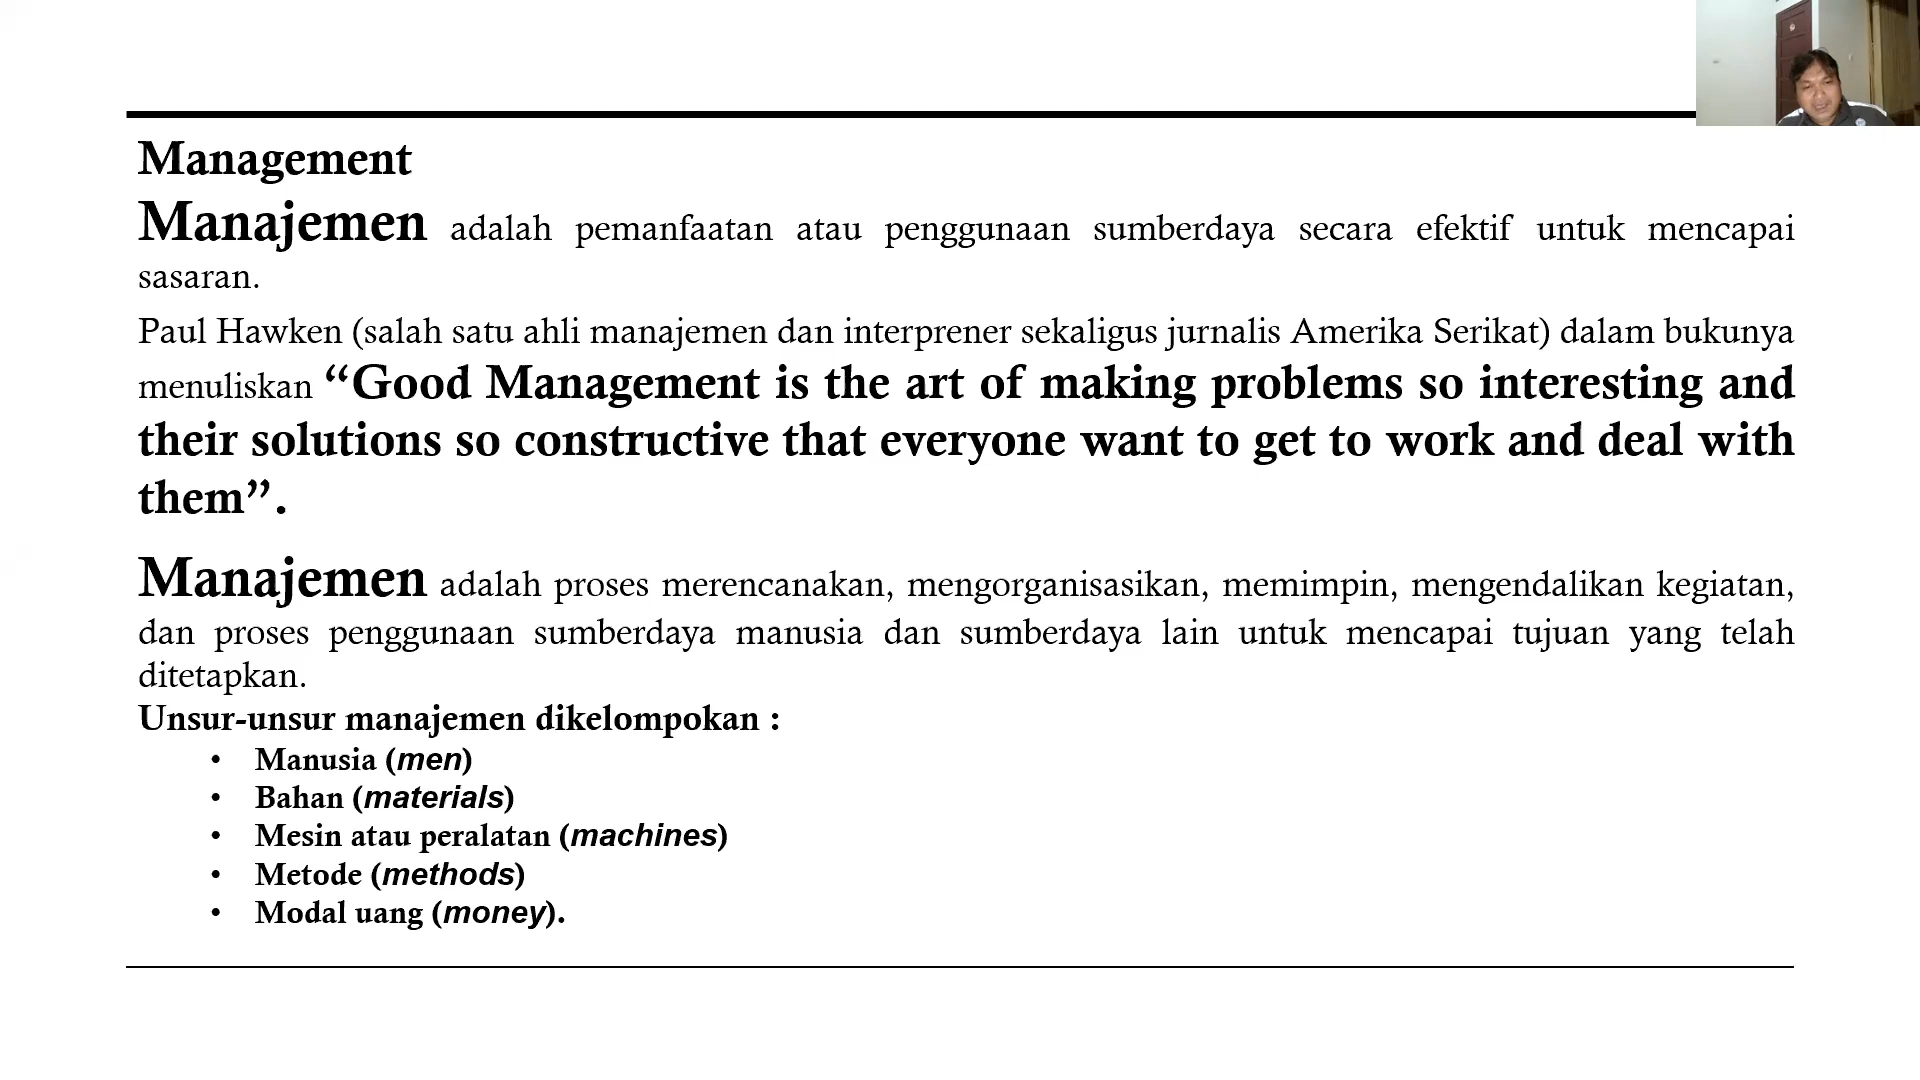 Management
Manajemen adalah pemanfaatan atau penggunaan sumberdaya secara efektif untuk mencapai
sasaran.
Paul Hawken (salah satu ahli manajemen dan interprener sekaligus jurnalis Amerika Serikat) dalam bukunya
menuliskan “Good Management is the art of making problems so interesting and
their solutions so constructive that everyone want to get to work and deal with
them”.
Manajemen adalah proses merencanakan, mengorganisasikan, memimpin, mengendalikan kegiatan,
dan proses penggunaan sumberdaya manusia dan sumberdaya lain untuk mencapai tujuan yang telah
ditetapkan.
Unsur-unsur manajemen dikelompokan :
• Manusia (men)
• Bahan (materials)
• Mesin atau peralatan (machines)
• Metode (methods)
• Modal uang (money).